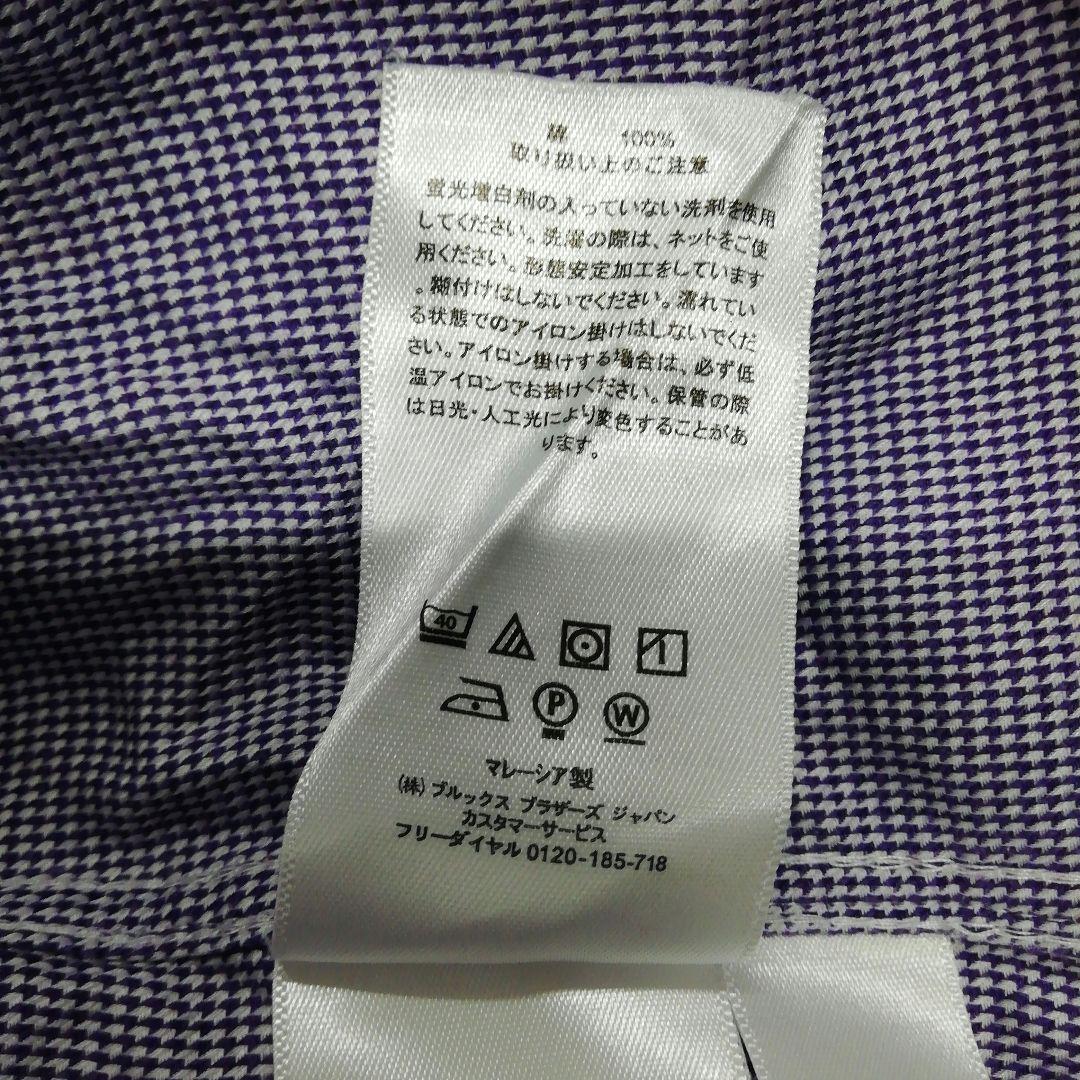 綿 100%
取り扱い上のご注意
蛍光増白剤の入っていない洗剤を使用
してください。洗濯の際は、ネットをご使
用ください。形態安定加工をしています
。糊付けはしないでください。濡れてい
る状態でのアイロン掛けはしないでくだ
さい。アイロン掛けする場合は、必ず低
温アイロンでお掛けください。保管の際
は日光・人工光により変色することがあ
ります。
40
P W
マレーシア製
(株) ブルックス ブラザーズ ジャパン
カスタマーサービス
フリーダイヤル 0120-185-718